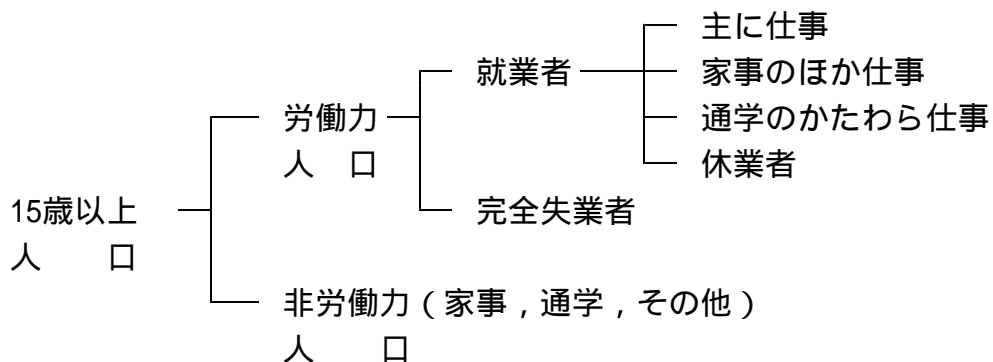 主に仕事
就業者
家事のほか仕事
労働力
通学のかたわら仕事
人　口
休業者
15歳以上
完全失業者
人　　口
非労働力（家事，通学，その他）
人　　口